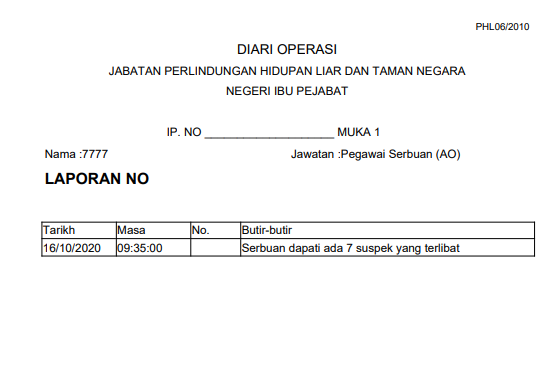 PHL06/2010
DIARI OPERASI
JABATAN PERLINDUNGAN HIDUPAN LIAR DAN TAMAN NEGARA
NEGERI IBU PEJABAT
IP. NO _____________________ MUKA 1
Nama :7777 Jawatan :Pegawai Serbuan (AO)
LAPORAN NO
Tarikh Masa No. Butir-butir
16/10/2020 09:35:00 Serbuan dapati ada 7 suspek yang terlibat